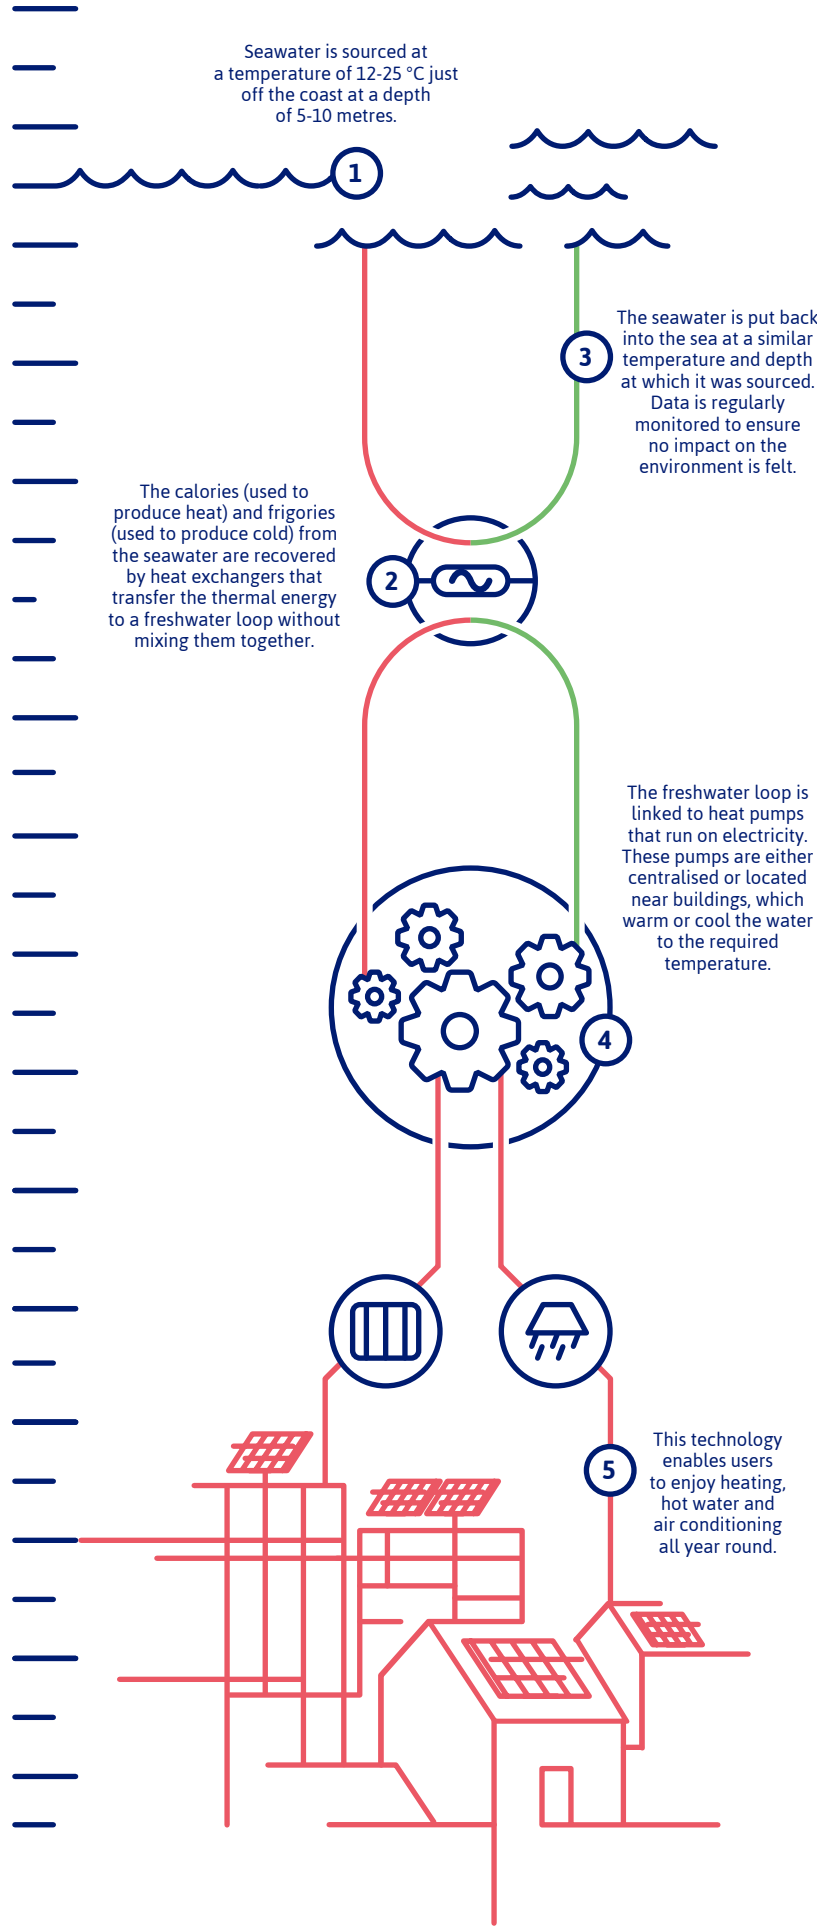 Seawater is sourced at
a temperature of 12-25 °C just
off the coast at a depth
of 5-10 metres.
1
3
The seawater is put back
into the sea at a similar
temperature and depth
at which it was sourced.
Data is regularly
monitored to ensure
no impact on the
environment is felt.
The calories (used to
produce heat) and frigories
(used to produce cold) from
the seawater are recovered
by heat exchangers that
transfer the thermal energy
to a freshwater loop without
mixing them together.
2
The freshwater loop is
linked to heat pumps
that run on electricity.
These pumps are either
centralised or located
near buildings, which
warm or cool the water
to the required
temperature.
4
5
This technology
enables users
to enjoy heating,
hot water and
air conditioning
all year round.